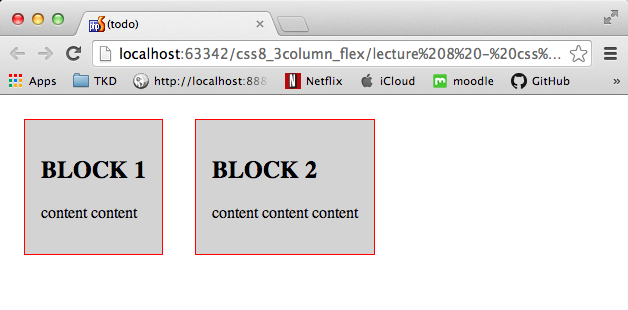 (todo)
localhost:63342/css8_3column_flex/lecture%208%20-%20css%...
Apps TKD http://localhost:888 Netflix iCloud moodle GitHub »
BLOCK 1 BLOCK 2
content content content content content